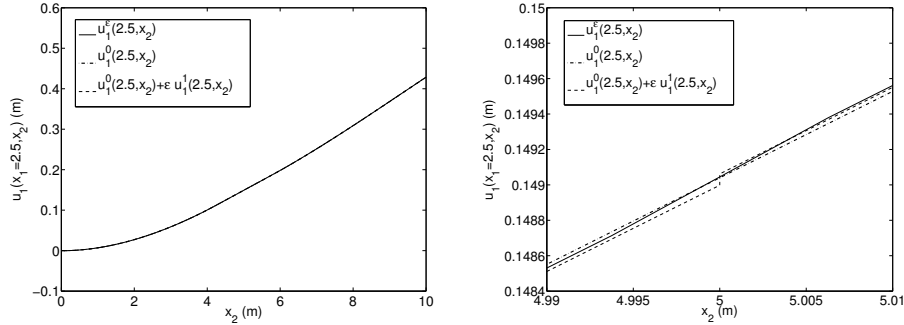 0.6
0.5
0.4
0.3
0.2
0.1
0
-0.1
0 2 4 6 8 10
x₂ (m)
u₁(x₁=2.5,x₂) (m)
u₁^ε(2.5,x₂)
u₁⁰(2.5,x₂)
u₁⁰(2.5,x₂)+ε u₁¹(2.5,x₂)
0.15
0.1498
0.1496
0.1494
0.1492
0.149
0.1488
0.1486
0.1484
4.99 4.995 5 5.005 5.01
x₂ (m)
u₁(x₁=2.5,x₂) (m)
u₁^ε(2.5,x₂)
u₁⁰(2.5,x₂)
u₁⁰(2.5,x₂)+ε u₁¹(2.5,x₂)